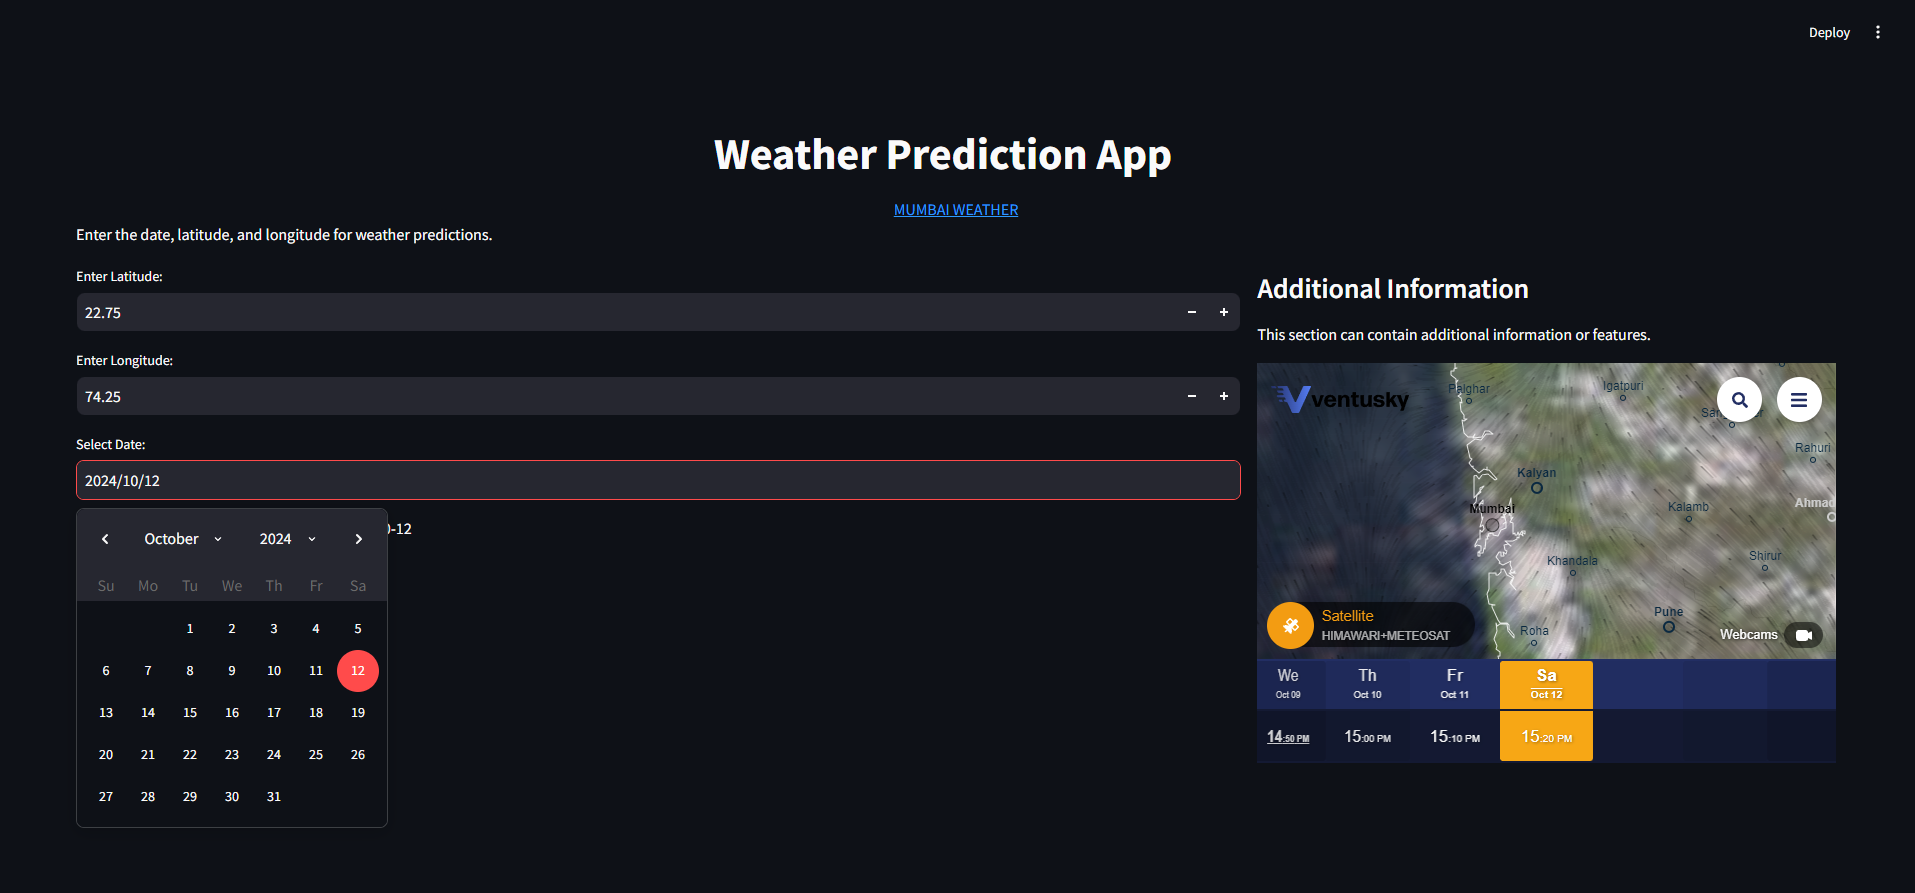 Deploy
Weather Prediction App
MUMBAI WEATHER
Enter the date, latitude, and longitude for weather predictions.
Enter Latitude:
22.75
Enter Longitude:
74.25
Select Date:
2024/10/12
-12
October 2024
Su Mo Tu We Th Fr Sa
1 2 3 4 5
6 7 8 9 10 11 12
13 14 15 16 17 18 19
20 21 22 23 24 25 26
27 28 29 30 31
Additional Information
This section can contain additional information or features.
ventusky
Palghar
Igatpuri
Rahuri
Kalyan
Mumbai
Kalamb
Ahmad
Khandala
Shirur
Pune
Roha
Satellite
HIMAWARI+METEOSAT
Webcams
We Th Fr Sa
Oct 09 Oct 10 Oct 11 Oct 12
14:50 PM 15:00 PM 15:10 PM 15:20 PM